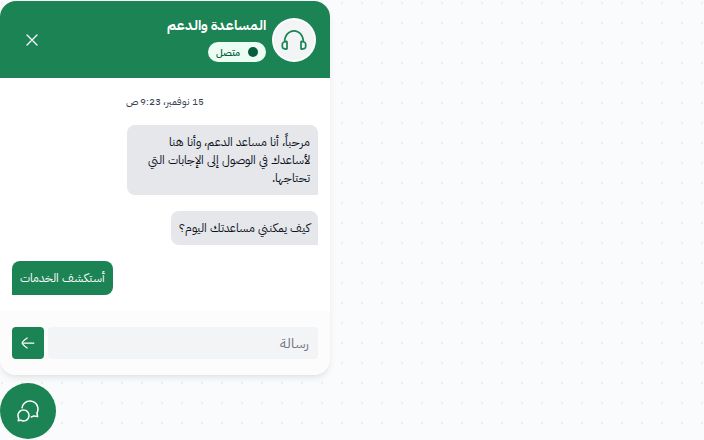 المساعدة والدعم
متصل
15 نوفمبر، 9:23 ص
مرحباً، أنا مساعد الدعم، وأنا هنا
لأساعدك في الوصول إلى الإجابات التي
تحتاجها.
كيف يمكنني مساعدتك اليوم؟
أستكشف الخدمات
رسالة